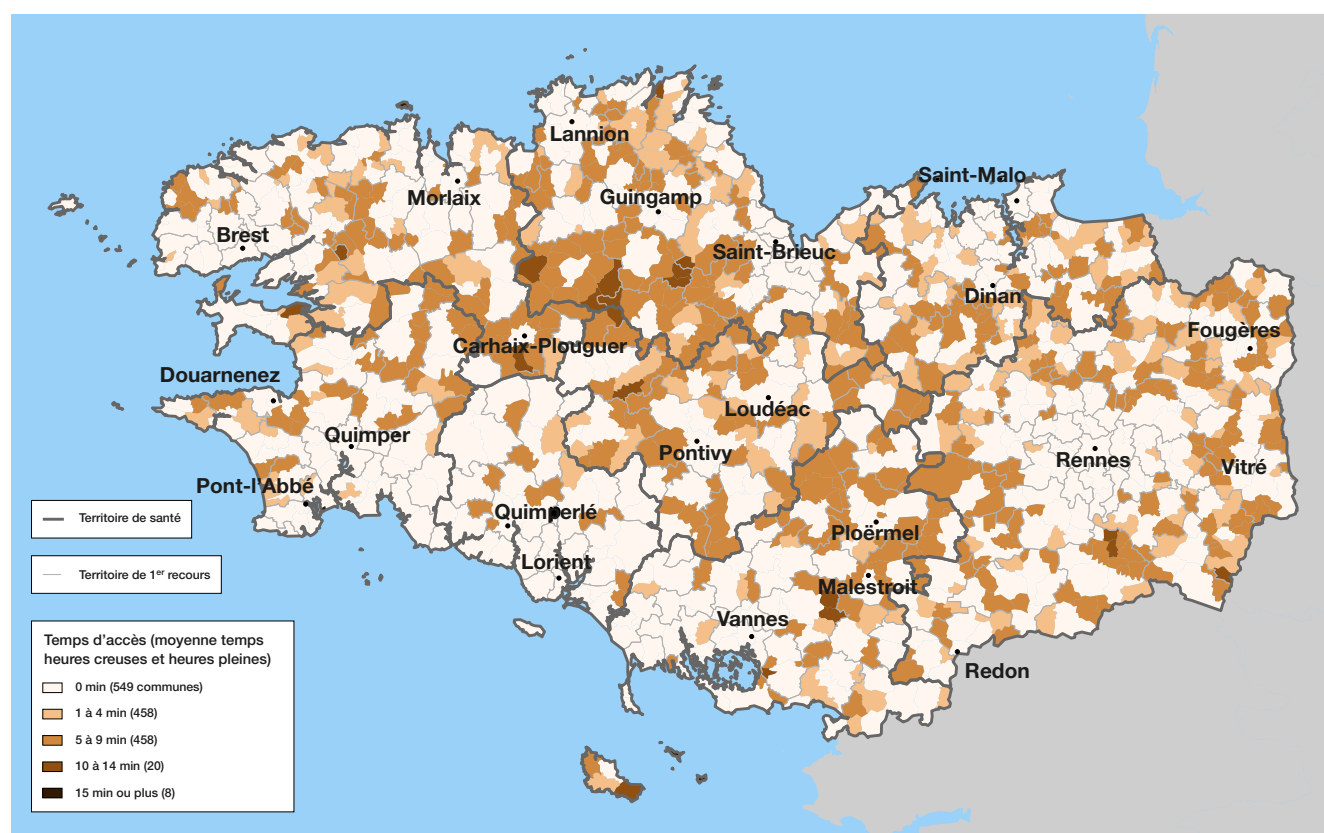 Lannion
Saint-Malo
Morlaix
Guingamp
Brest
Saint-Brieuc
Dinan
Fougères
Carhaix-Plouguer
Douarnenez
Loudéac
Quimper
Pontivy
Rennes
Vitré
Pont-l'Abbé
Quimperlé
Ploërmel
Lorient
Malestroit
Vannes
Redon
Territoire de santé
Territoire de 1er recours
Temps d'accès (moyenne temps
heures creuses et heures pleines)
0 min (549 communes)
1 à 4 min (458)
5 à 9 min (458)
10 à 14 min (20)
15 min ou plus (8)